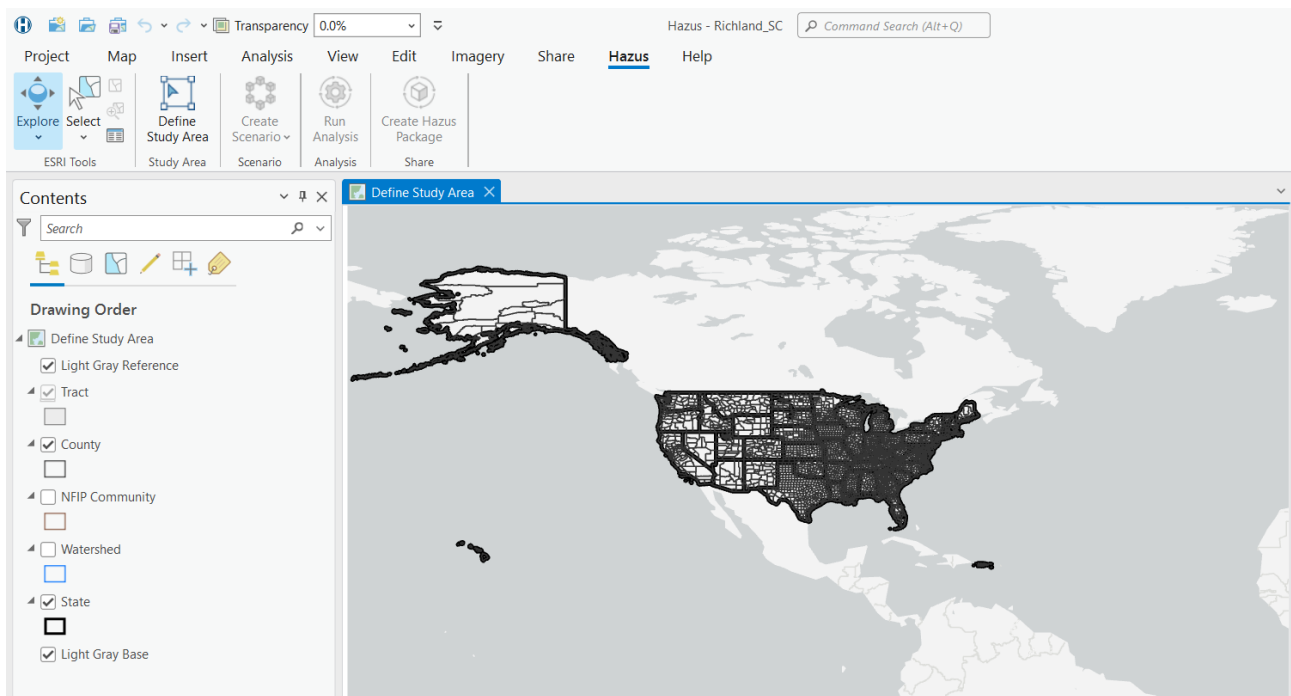 Transparency 0.0% Hazus - Richland_SC Command Search (Alt+Q)
Project Map Insert Analysis View Edit Imagery Share Hazus Help
Explore Select Define Study Area Create Scenario Run Analysis Create Hazus Package
ESRI Tools Study Area Scenario Analysis Share
Contents
Define Study Area
Search
Drawing Order
Define Study Area
Light Gray Reference
Tract
County
NFIP Community
Watershed
State
Light Gray Base